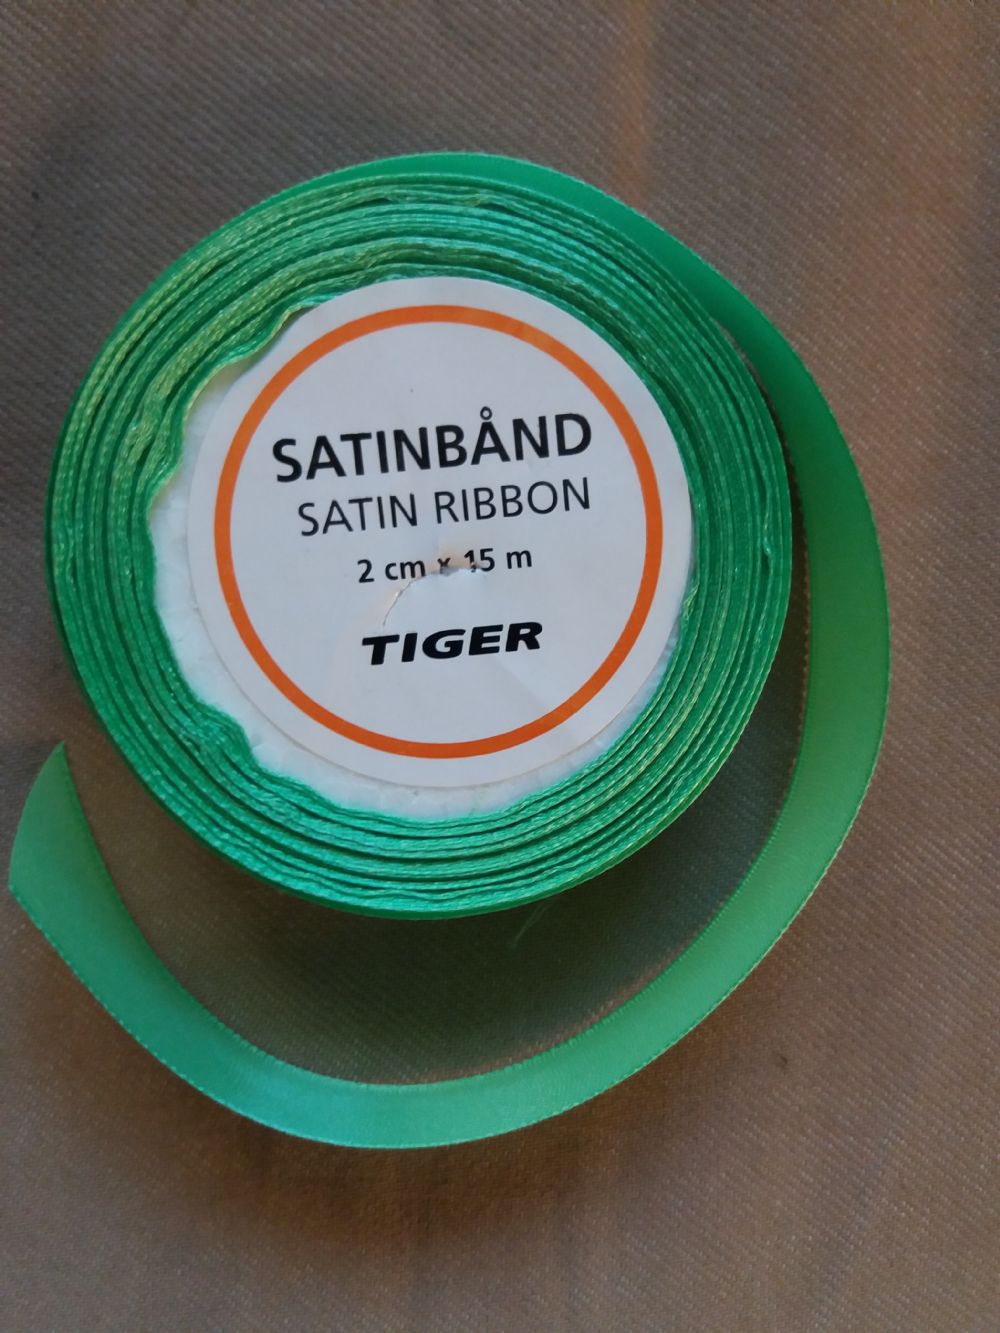 SATINBÅND
SATIN RIBBON
2 cm x 15 m
TIGER